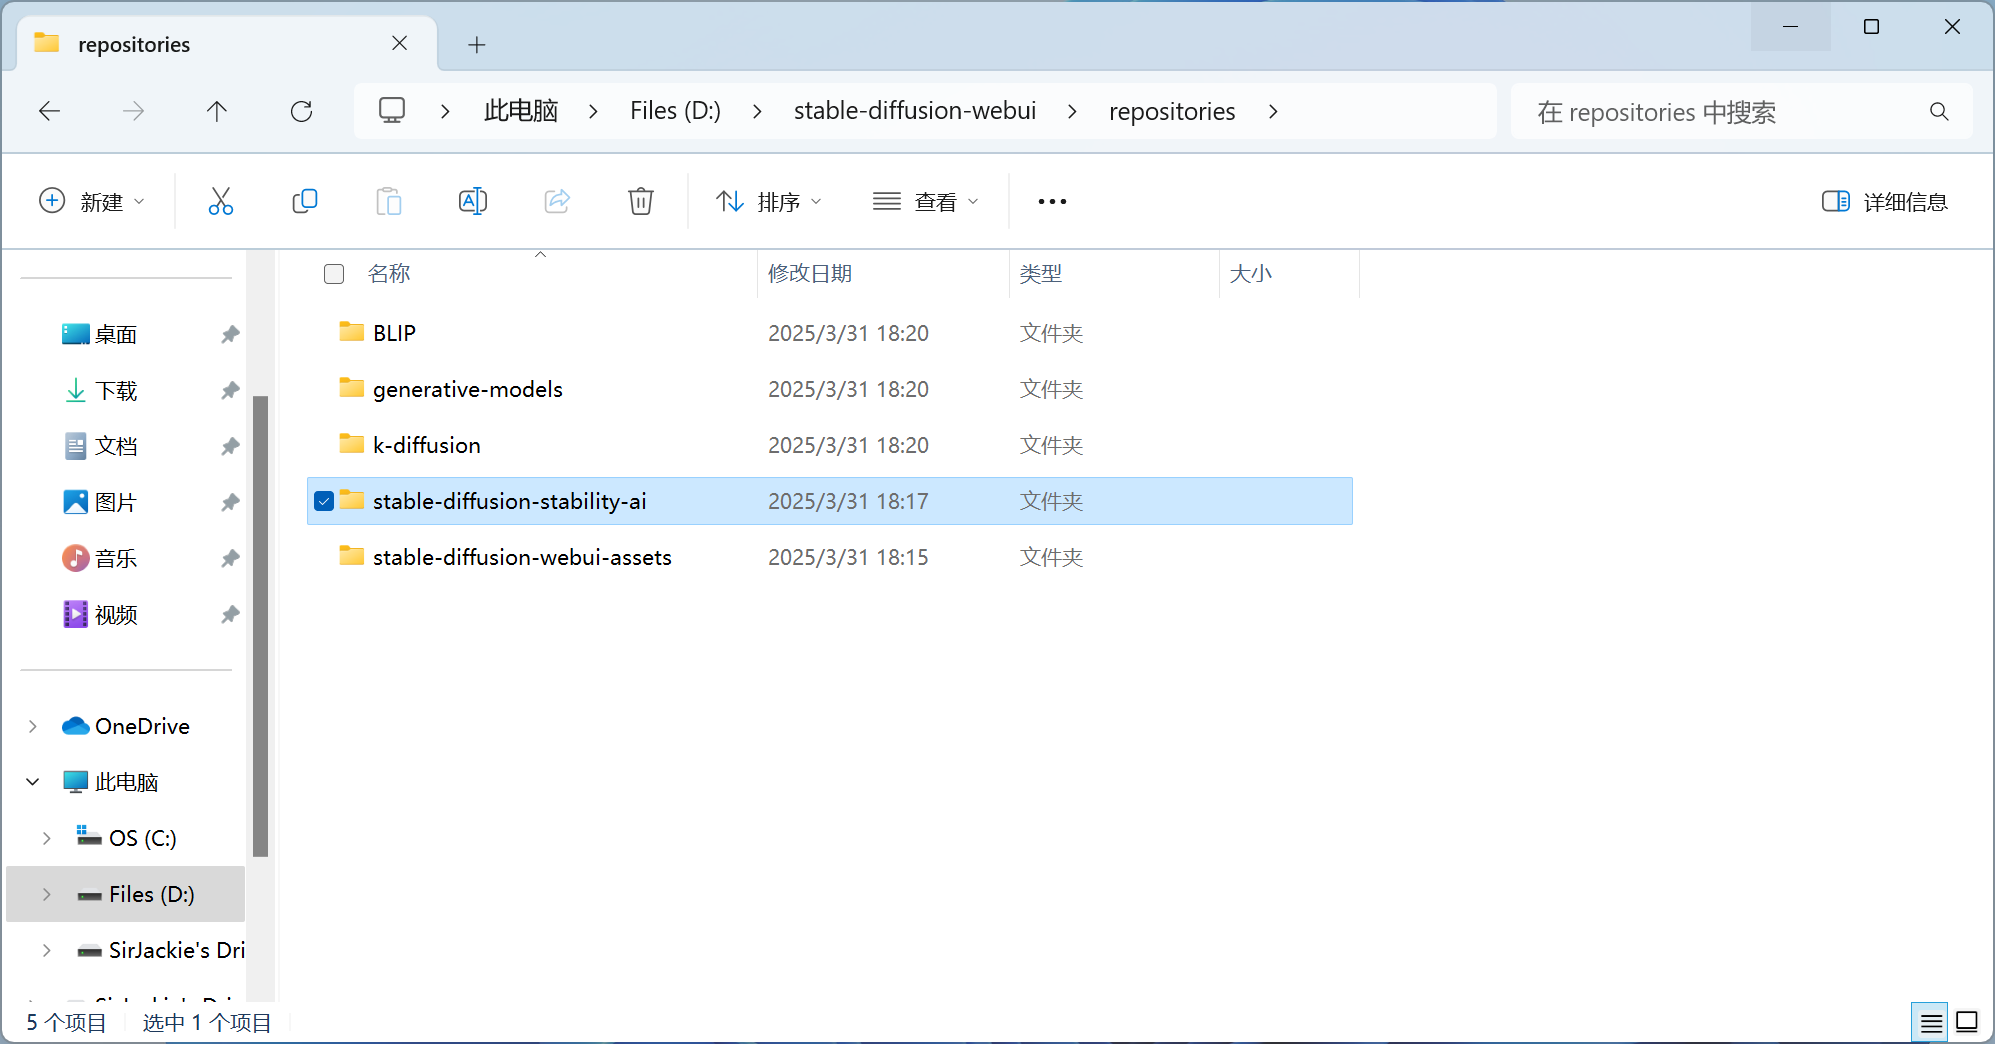 repositories
此电脑 Files (D:) stable-diffusion-webui repositories
在 repositories 中搜索
新建 排序 查看 详细信息
名称 修改日期 类型 大小
BLIP 2025/3/31 18:20 文件夹
generative-models 2025/3/31 18:20 文件夹
k-diffusion 2025/3/31 18:20 文件夹
stable-diffusion-stability-ai 2025/3/31 18:17 文件夹
stable-diffusion-webui-assets 2025/3/31 18:15 文件夹
桌面
下载
文档
图片
音乐
视频
OneDrive
此电脑
OS (C:)
Files (D:)
SirJackie's Dri
5 个项目 选中 1 个项目